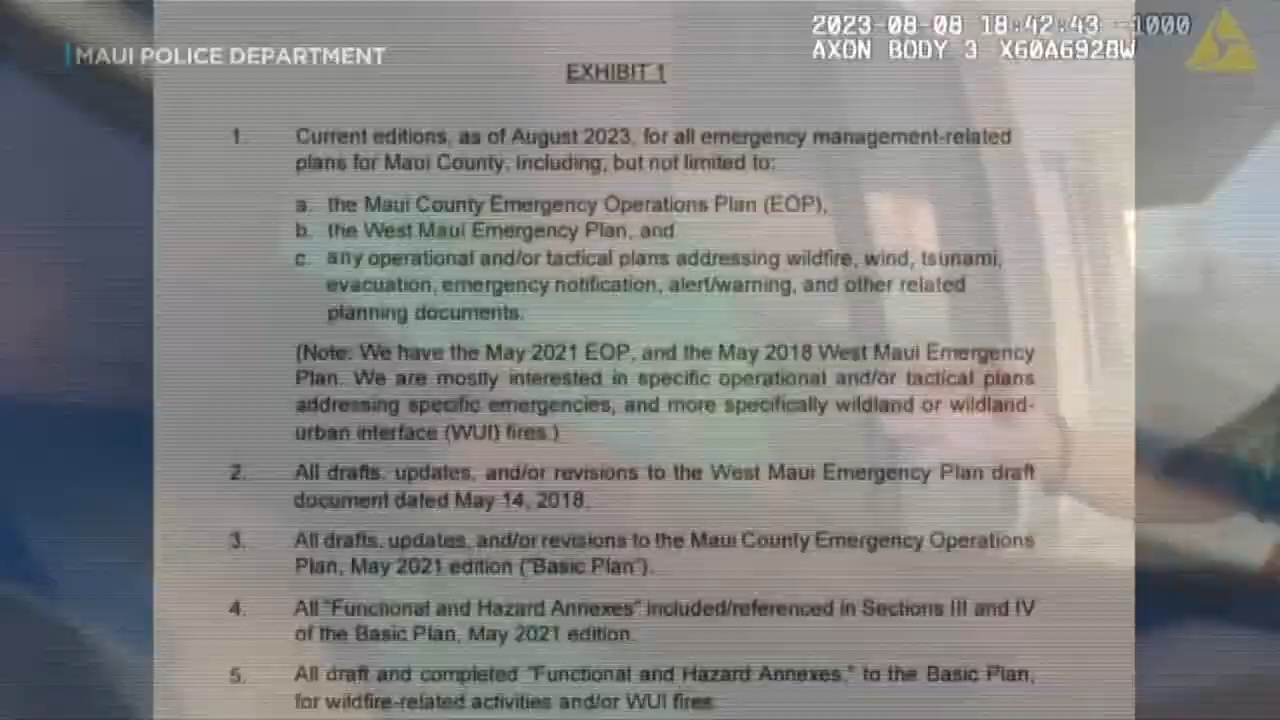 2023-08-08 18:42:43 -1000
AXON BODY 3 X60A6928W
MAUI POLICE DEPARTMENT
EXHIBIT 1
1. Current editions, as of August 2023, for all emergency management-related
plans for Maui County, including, but not limited to:
a. the Maui County Emergency Operations Plan (EOP),
b. the West Maui Emergency Plan, and
c. any operational and/or tactical plans addressing wildfire, wind, tsunami,
evacuation, emergency notification, alert/warning, and other related
planning documents.
(Note: We have the May 2021 EOP, and the May 2018 West Maui Emergency
Plan. We are mostly interested in specific operational and/or tactical plans
addressing specific emergencies, and more specifically wildland or wildland-
urban interface (WUI) fires.)
2. All drafts, updates, and/or revisions to the West Maui Emergency Plan draft
document dated May 14, 2018.
3. All drafts, updates, and/or revisions to the Maui County Emergency Operations
Plan, May 2021 edition ("Basic Plan").
4. All "Functional and Hazard Annexes" included/referenced in Sections III and IV
of the Basic Plan, May 2021 edition.
5. All draft and completed "Functional and Hazard Annexes," to the Basic Plan,
for wildfire-related activities and/or WUI fires.